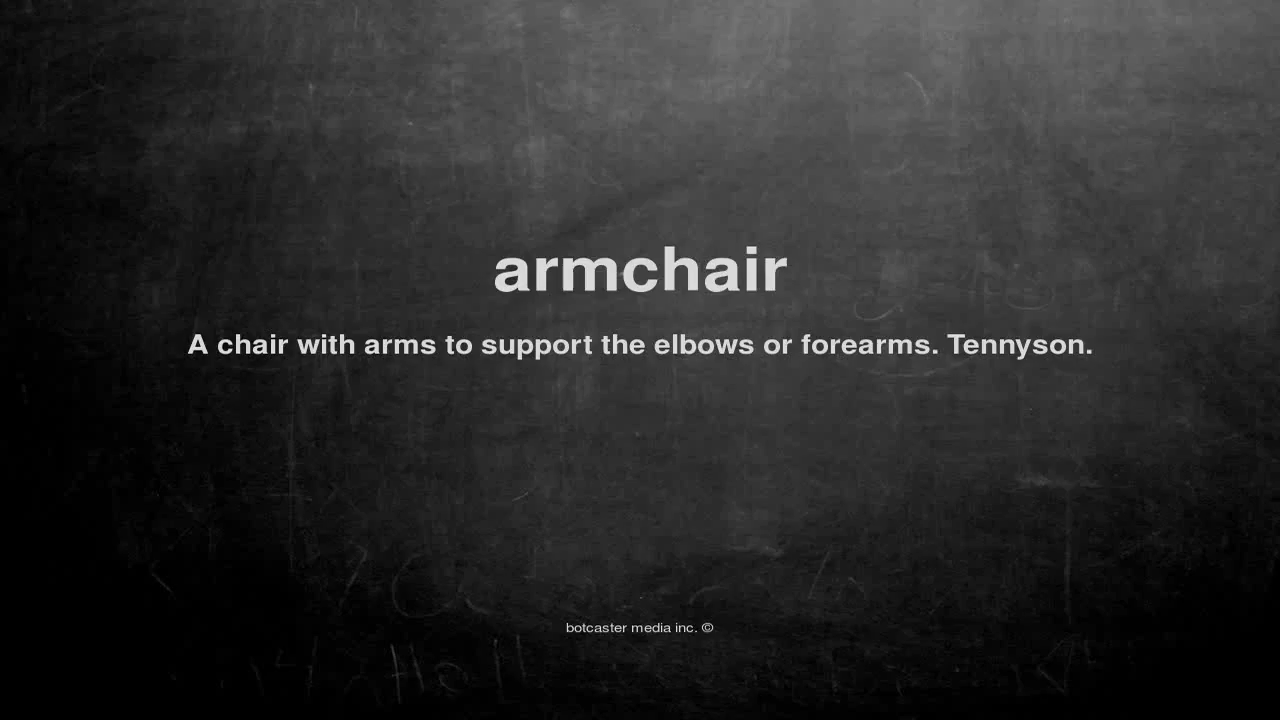 armchair
A chair with arms to support the elbows or forearms. Tennyson.
botcaster media inc. ©